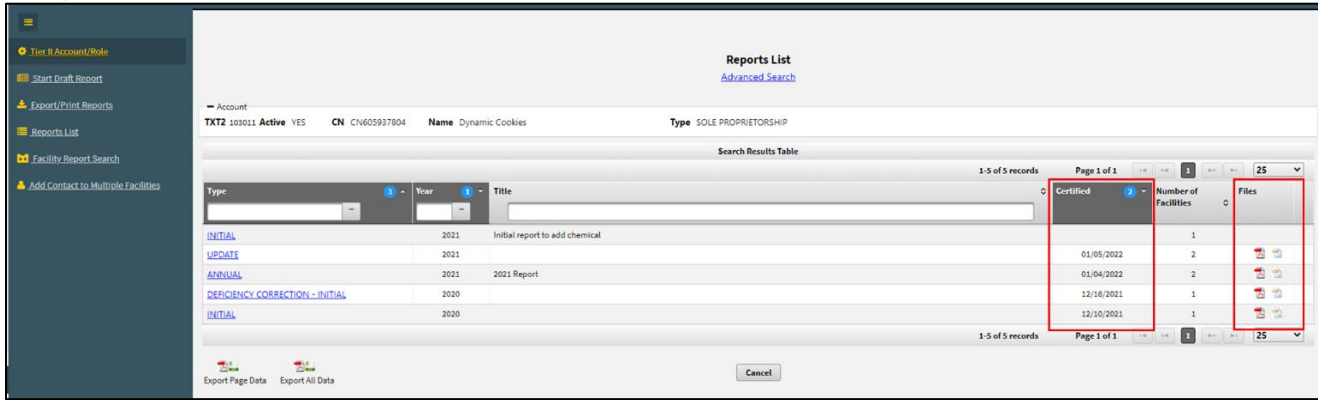 Tier II Account/Role
Start Draft Report
Export/Print Reports
Reports List
Facility Report Search
Add Contact to Multiple Facilities
Reports List
Advanced Search
Account
TXT2 103011 Active YES CN CN605937804 Name Dynamic Cookies Type SOLE PROPRIETORSHIP
Search Results Table
1-5 of 5 records Page 1 of 1 1 25
Type 3 Year 1 Title Certified 2 Number of Facilities Files
INITIAL 2021 Initial report to add chemical 1
UPDATE 2021 01/05/2022 2
ANNUAL 2021 2021 Report 01/04/2022 2
DEFICIENCY CORRECTION - INITIAL 2020 12/16/2021 1
INITIAL 2020 12/10/2021 1
1-5 of 5 records Page 1 of 1 1 25
Export Page Data Export All Data Cancel